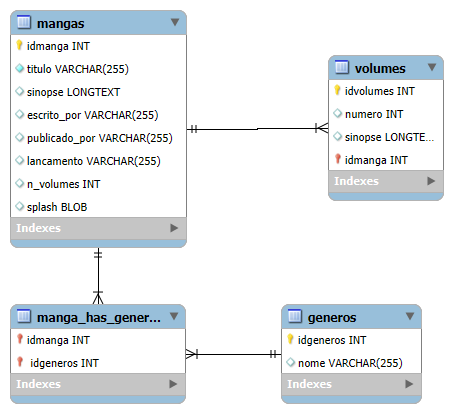 mangas
idmanga INT
titulo VARCHAR(255)
sinopse LONGTEXT
escrito_por VARCHAR(255)
publicado_por VARCHAR(255)
lancamento VARCHAR(255)
n_volumes INT
splash BLOB
Indexes
volumes
idvolumes INT
numero INT
sinopse LONGTE...
idmanga INT
Indexes
manga_has_gener...
idmanga INT
idgeneros INT
Indexes
generos
idgeneros INT
nome VARCHAR(255)
Indexes